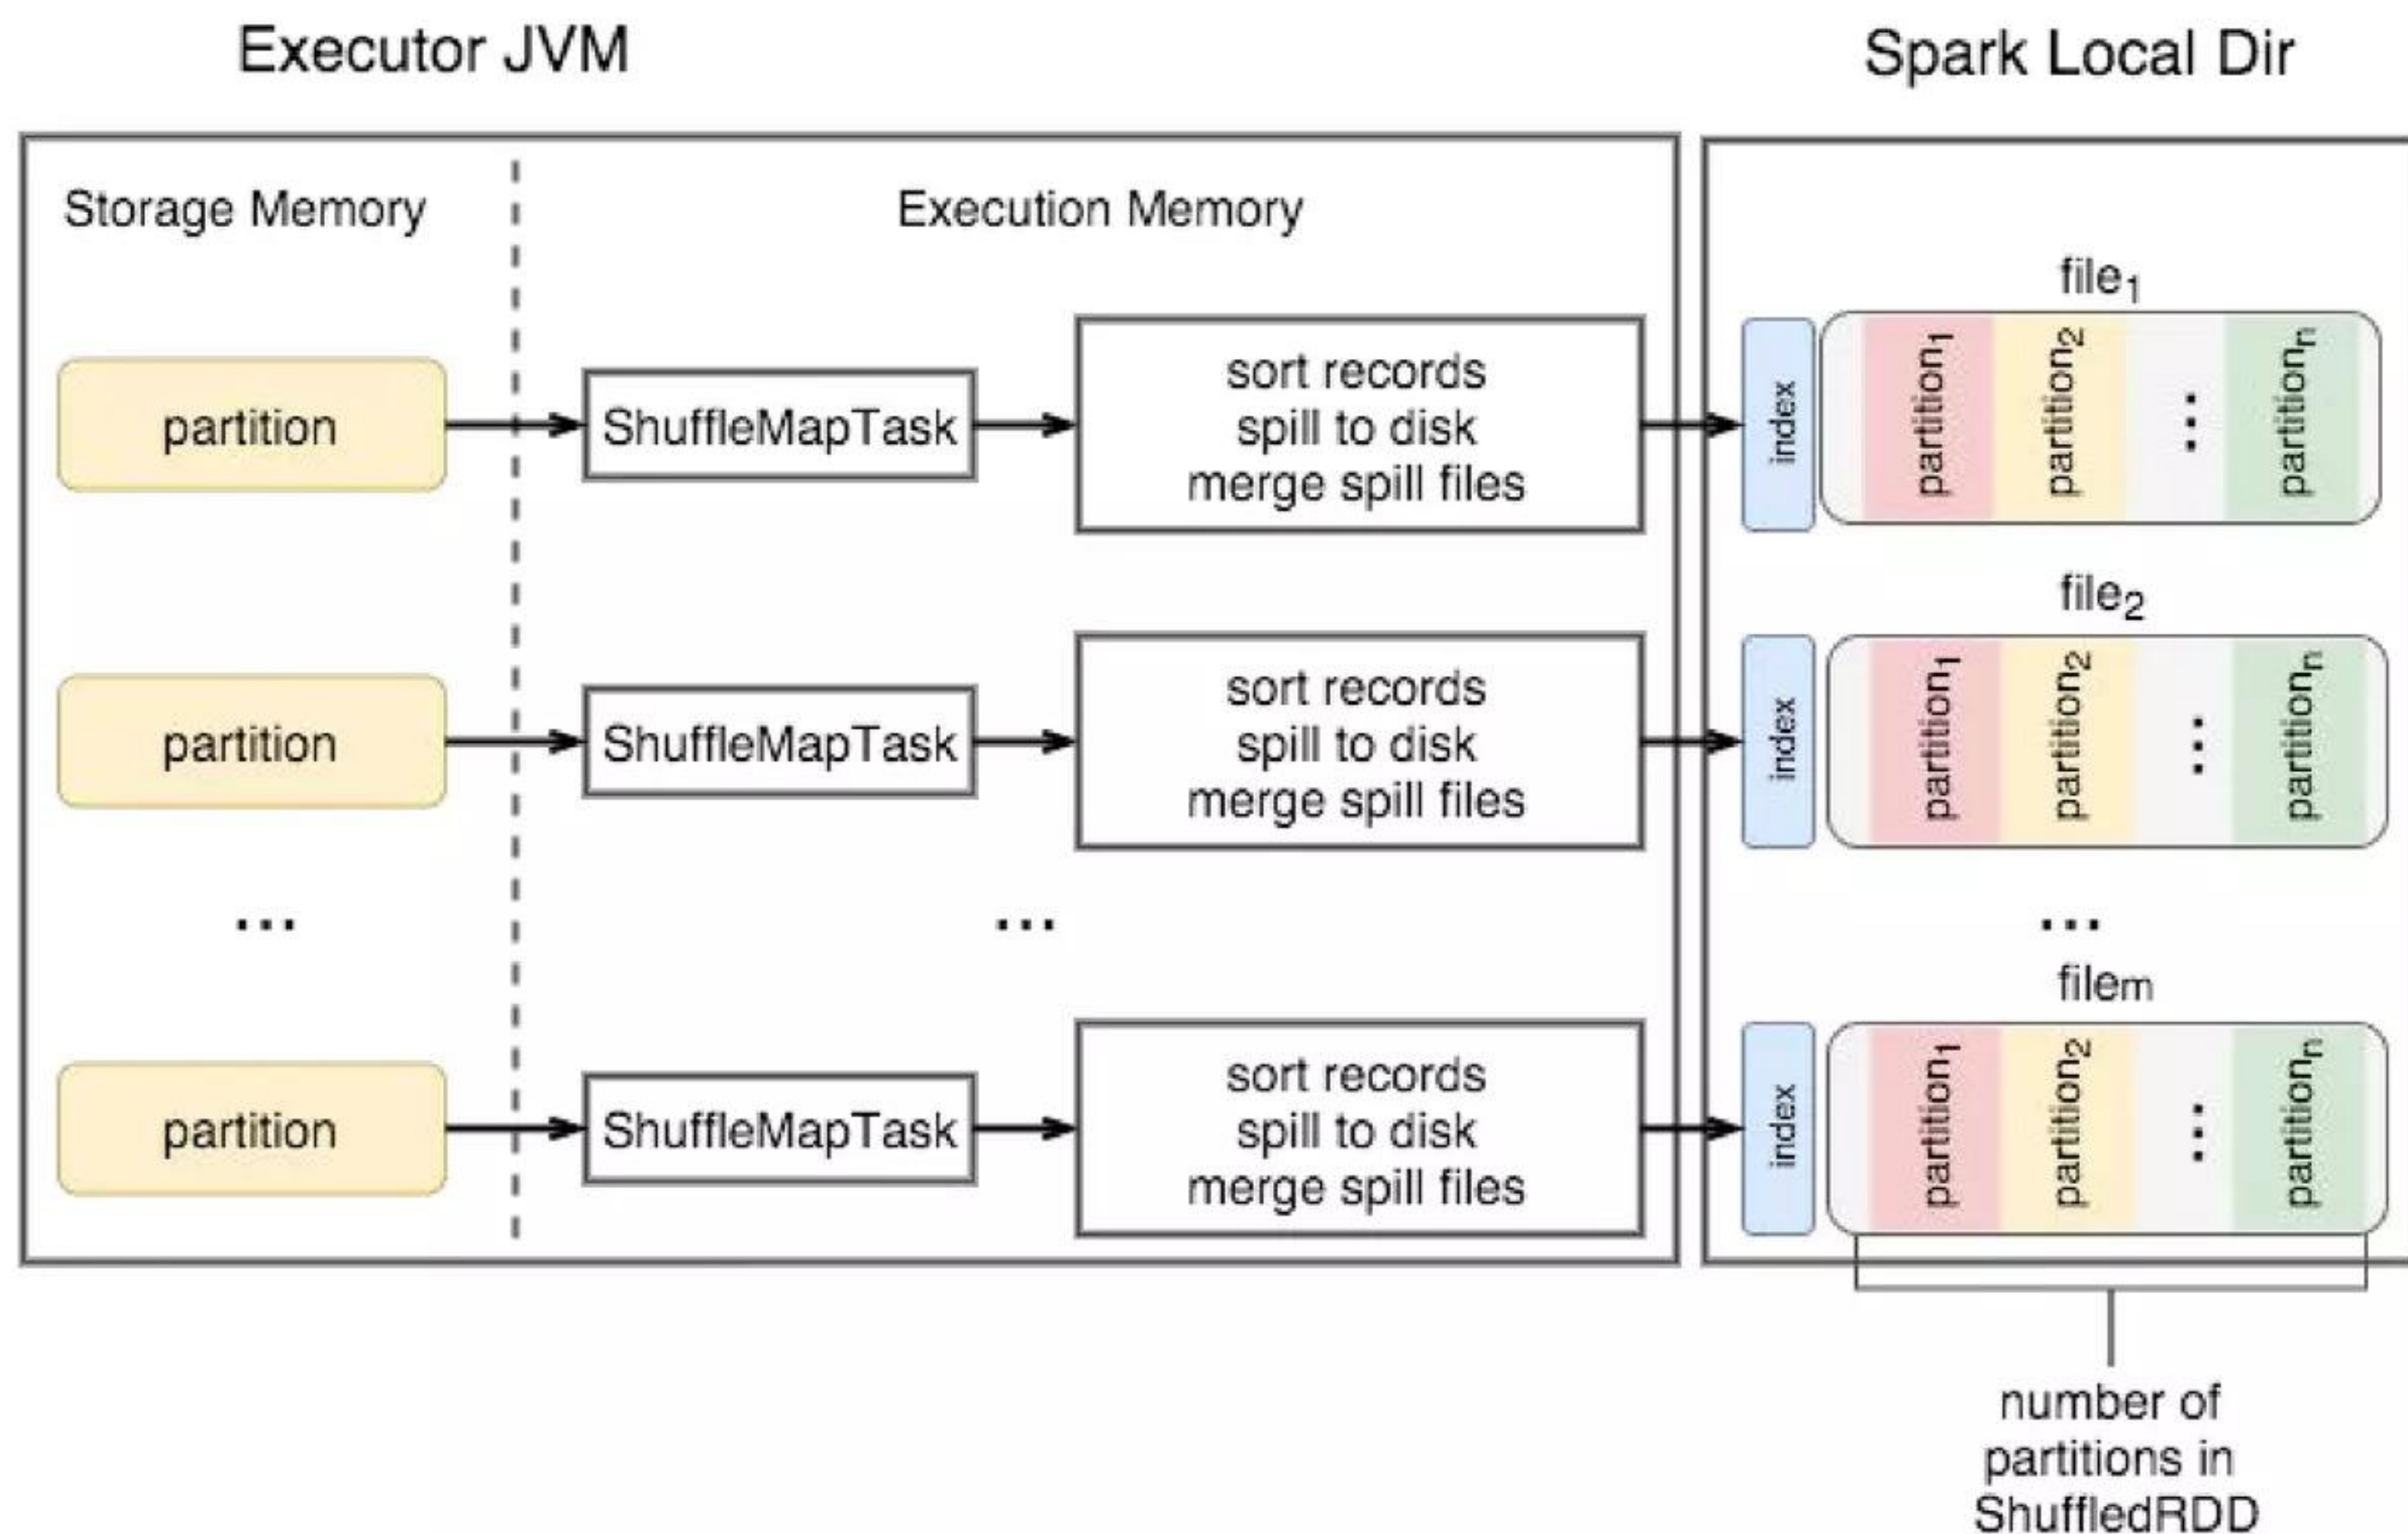 Executor JVM
Spark Local Dir
Storage Memory
Execution Memory
file1
partition
ShuffleMapTask
sort records
spill to disk
merge spill files
index
partition1
partition2
...
partitionn
file2
partition
ShuffleMapTask
sort records
spill to disk
merge spill files
index
partition1
partition2
...
partitionn
...
...
...
filem
partition
ShuffleMapTask
sort records
spill to disk
merge spill files
index
partition1
partition2
...
partitionn
number of
partitions in
ShuffledRDD